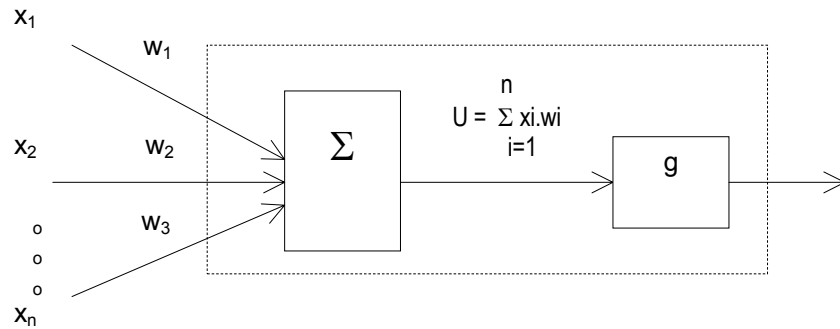 x₁
w₁
n
U = Σ xi.wi
i=1
Σ
g
x₂
w₂
w₃
o
o
o
xₙ